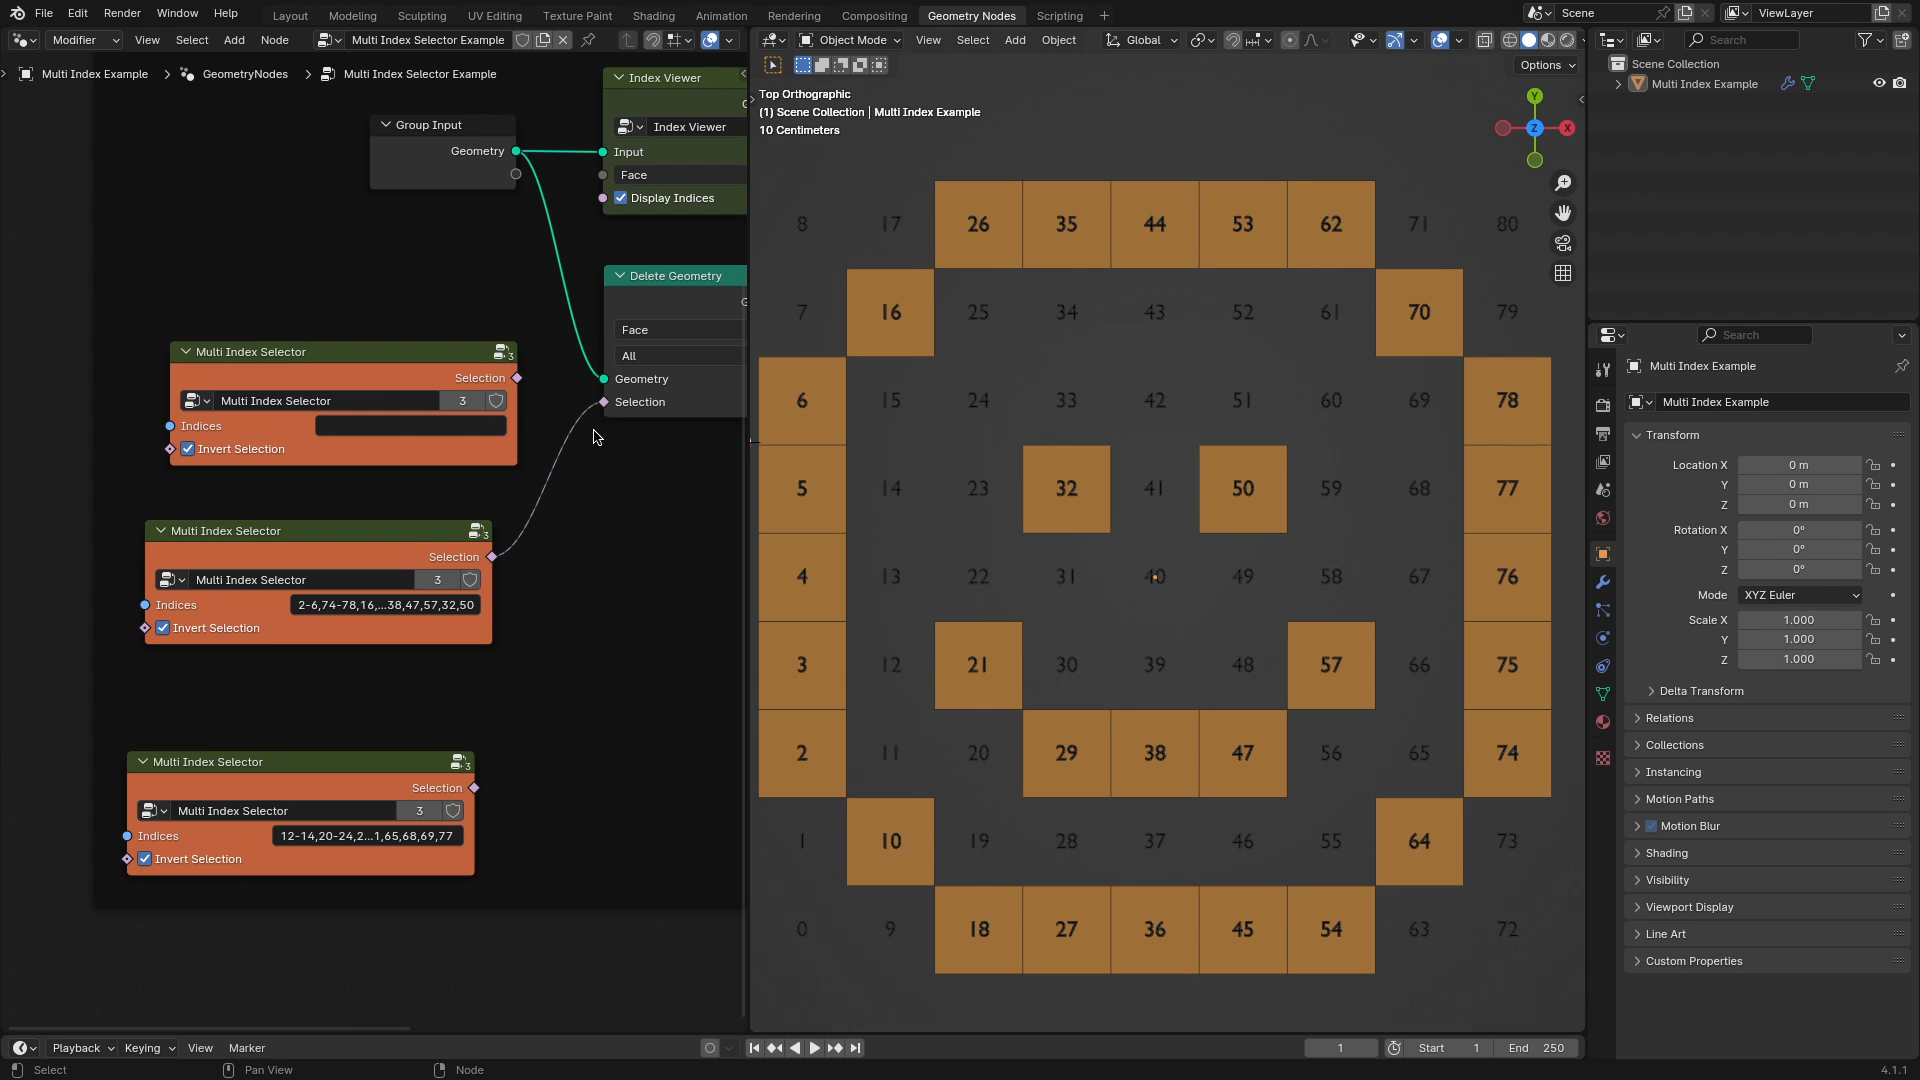 File Edit Render Window Help
Layout Modeling Sculpting UV Editing Texture Paint Shading Animation Rendering Compositing Geometry Nodes Scripting +
Scene
ViewLayer
Modifier View Select Add Node
Multi Index Selector Example
Object Mode View Select Add Object
Global
Search
Multi Index Example > GeometryNodes > Multi Index Selector Example
Options
Scene Collection
Multi Index Example
Group Input
Geometry
Index Viewer
Index Viewer
Input
Face
Display Indices
Delete Geometry
Face
All
Geometry
Selection
Multi Index Selector
3
Selection
Multi Index Selector 3
Indices
Invert Selection
Multi Index Selector
3
Selection
Multi Index Selector 3
Indices 2-6,74-78,16,...38,47,57,32,50
Invert Selection
Multi Index Selector
3
Selection
Multi Index Selector 3
Indices 12-14,20-24,2...1,65,68,69,77
Invert Selection
Top Orthographic
(1) Scene Collection | Multi Index Example
10 Centimeters
Y
Z X
8 17 26 35 44 53 62 71 80
7 16 25 34 43 52 61 70 79
6 15 24 33 42 51 60 69 78
5 14 23 32 41 50 59 68 77
4 13 22 31 40 49 58 67 76
3 12 21 30 39 48 57 66 75
2 11 20 29 38 47 56 65 74
1 10 19 28 37 46 55 64 73
0 9 18 27 36 45 54 63 72
Search
Multi Index Example
Multi Index Example
Transform
Location X 0 m
Y 0 m
Z 0 m
Rotation X 0°
Y 0°
Z 0°
Mode XYZ Euler
Scale X 1.000
Y 1.000
Z 1.000
Delta Transform
Relations
Collections
Instancing
Motion Paths
Motion Blur
Shading
Visibility
Viewport Display
Line Art
Custom Properties
Playback Keying View Marker
1
Start 1 End 250
Select Pan View Node
4.1.1